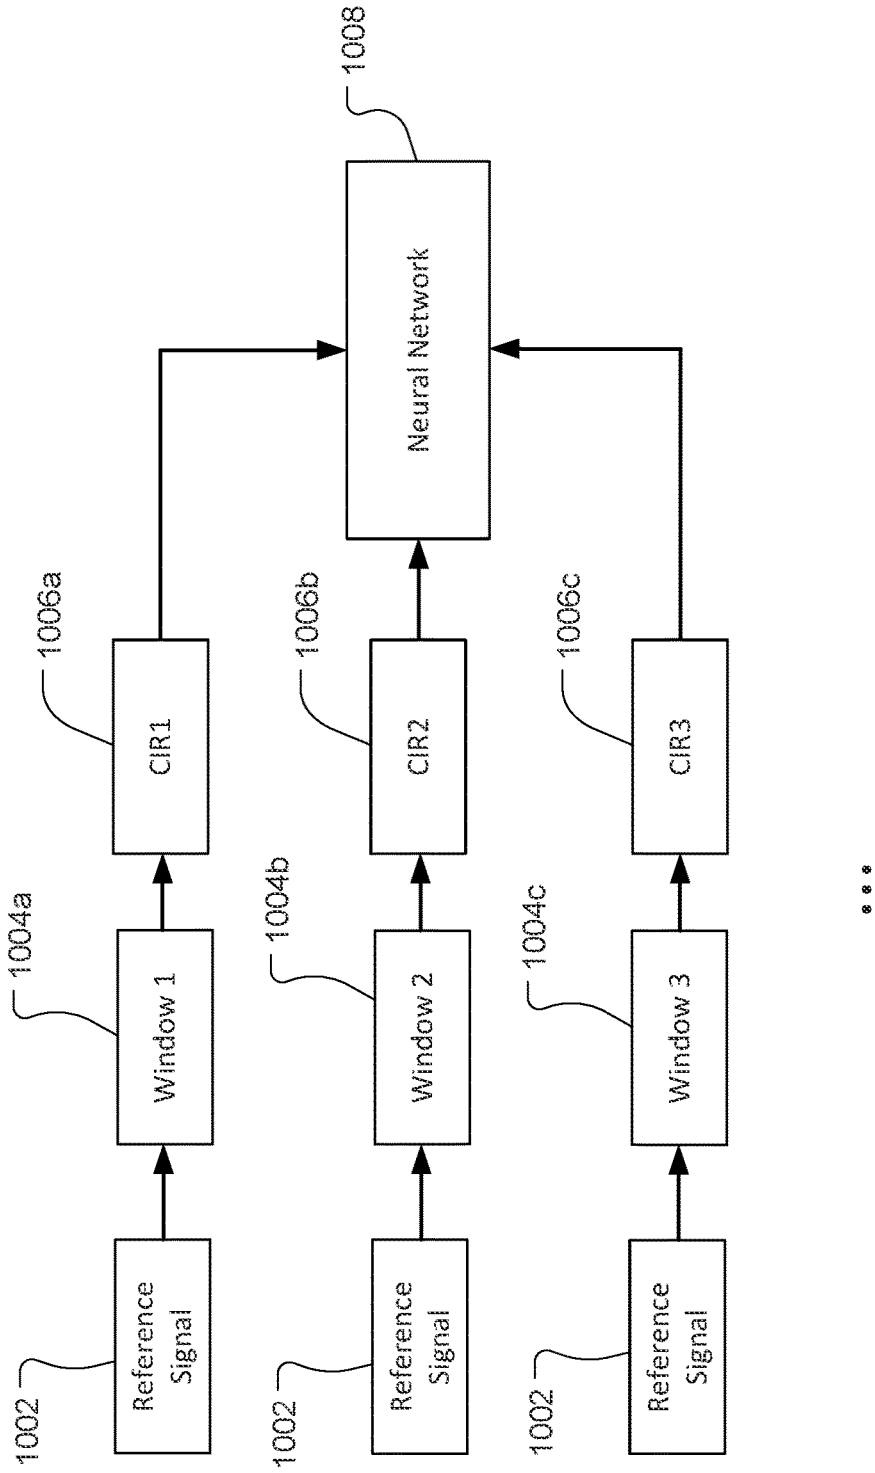 1002
Reference
Signal
1004a
Window 1
1006a
CIR1
1002
Reference
Signal
1004b
Window 2
1006b
CIR2
1008
Neural Network
1002
Reference
Signal
1004c
Window 3
1006c
CIR3